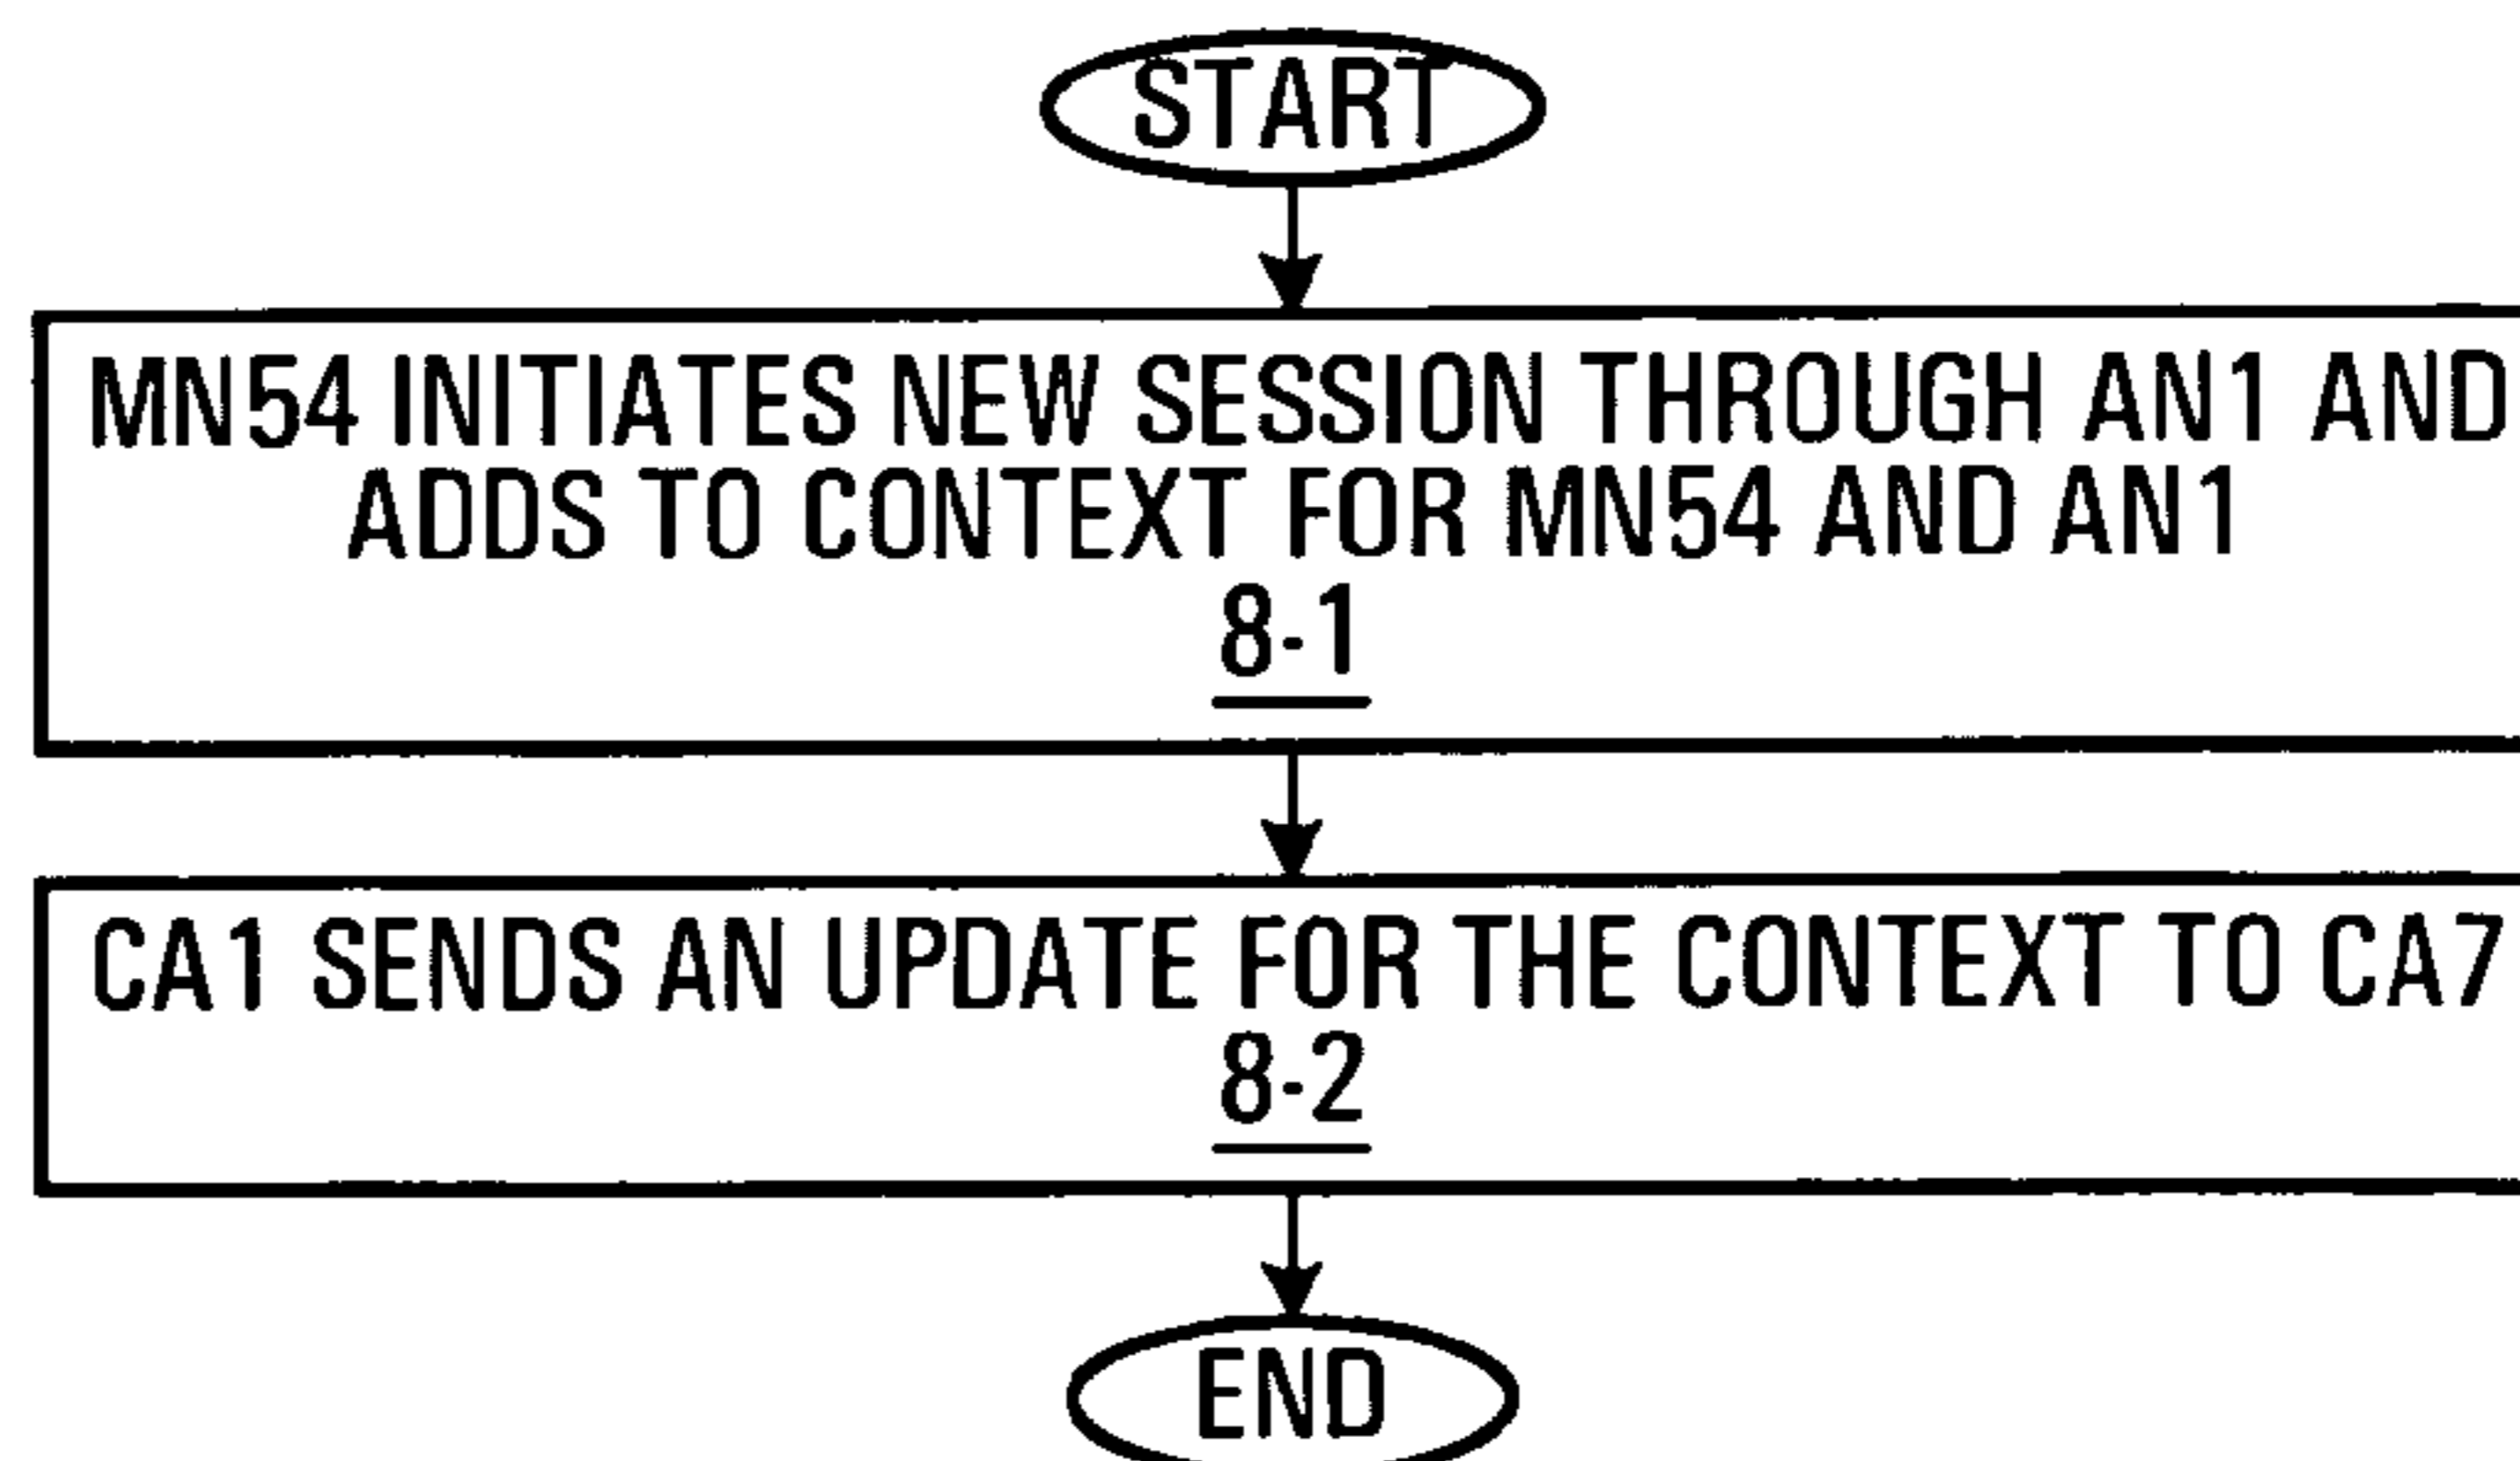 START
MN54 INITIATES NEW SESSION THROUGH AN1 AND
ADDS TO CONTEXT FOR MN54 AND AN1
8-1
CA1 SENDS AN UPDATE FOR THE CONTEXT TO CA7
8-2
END